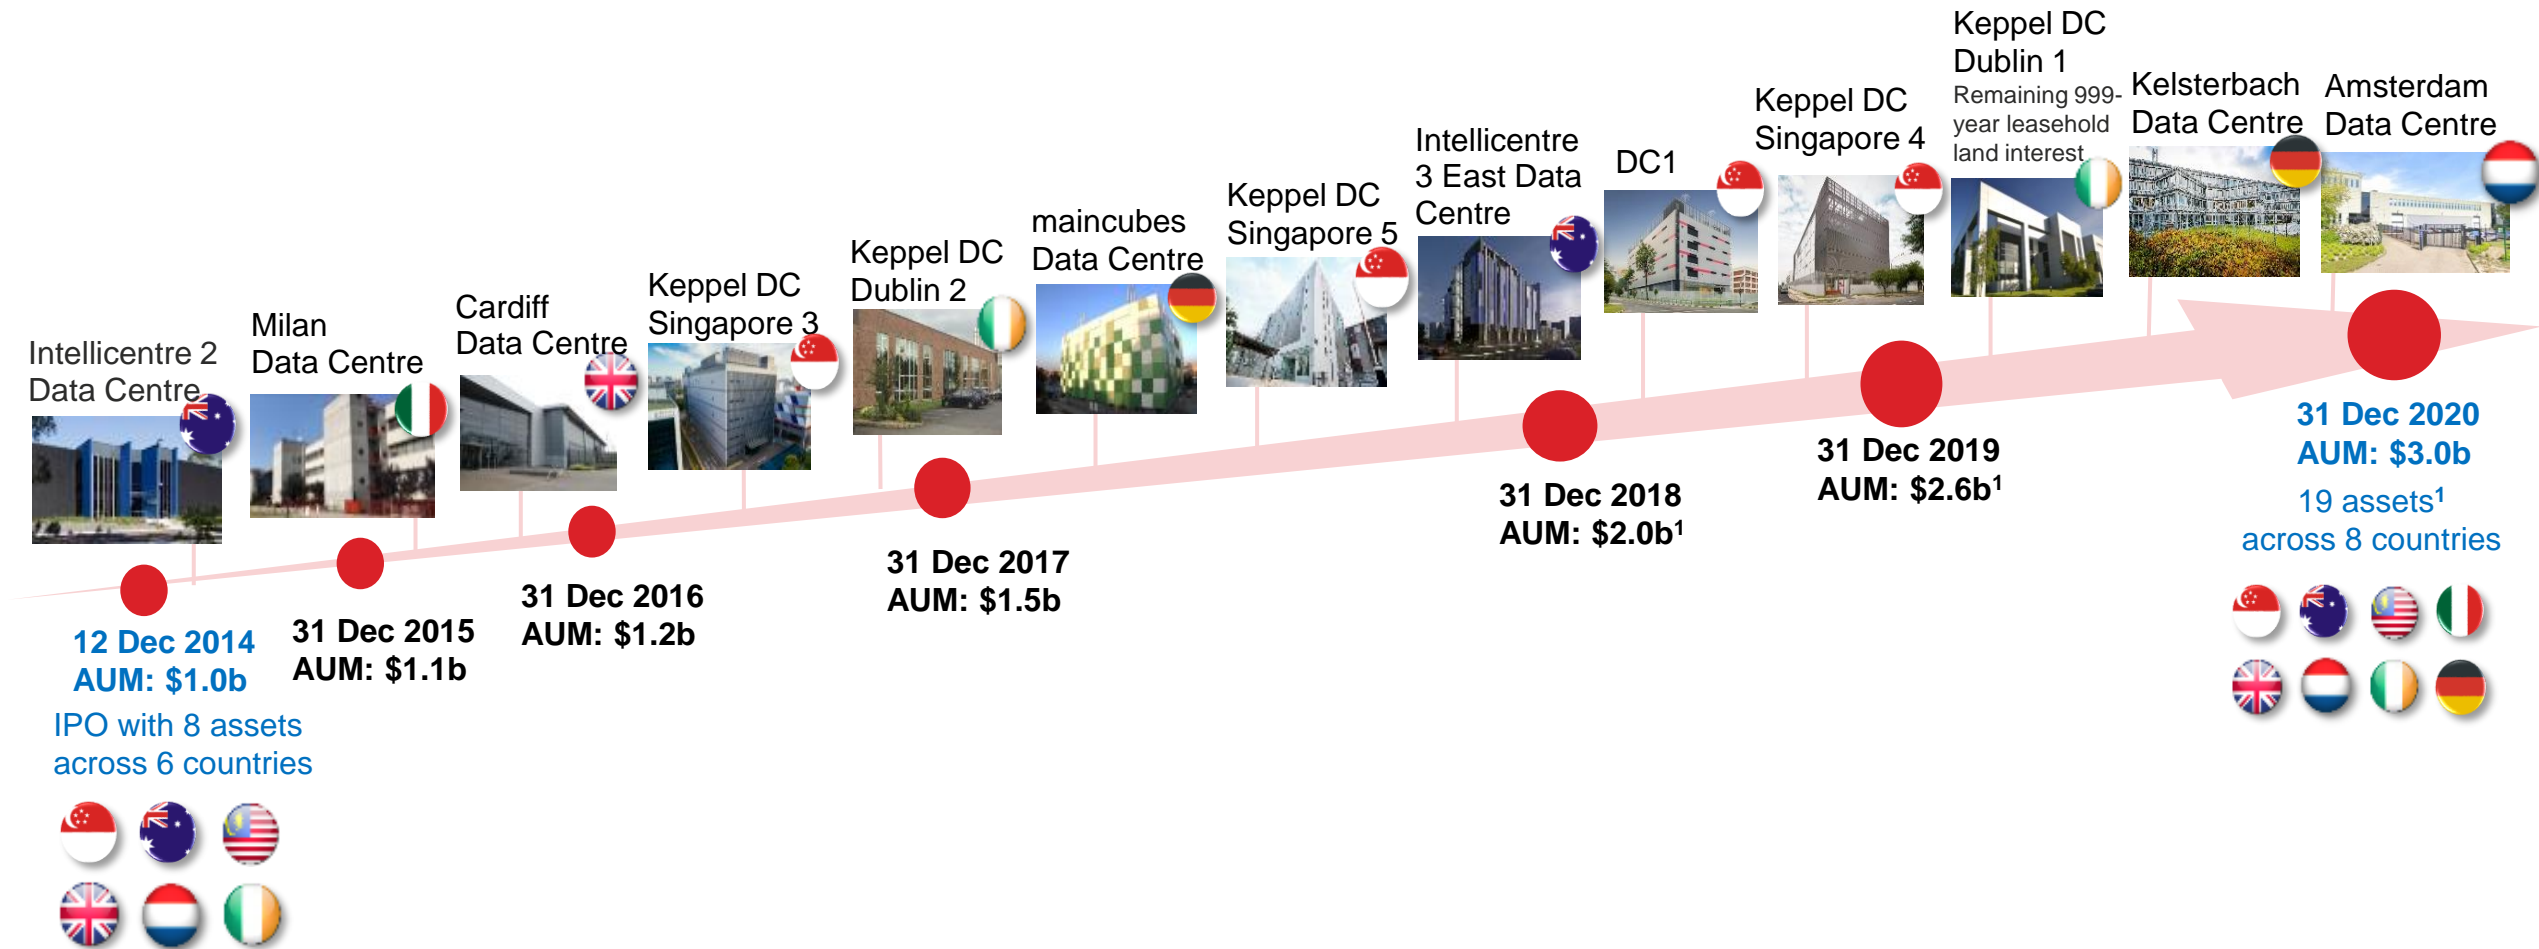 Intellicentre 2
Data Centre
Milan
Data Centre
Cardiff
Data Centre
Keppel DC
Singapore 3
Keppel DC
Dublin 2
maincubes
Data Centre
Keppel DC
Singapore 5
Intellicentre
3 East Data
Centre
DC1
Keppel DC
Singapore 4
Keppel DC
Dublin 1
Remaining 999-
year leasehold
land interest
Kelsterbach
Data Centre
Amsterdam
Data Centre
12 Dec 2014
AUM: $1.0b
IPO with 8 assets
across 6 countries
31 Dec 2015
AUM: $1.1b
31 Dec 2016
AUM: $1.2b
31 Dec 2017
AUM: $1.5b
31 Dec 2018
AUM: $2.0b¹
31 Dec 2019
AUM: $2.6b¹
31 Dec 2020
AUM: $3.0b
19 assets¹
across 8 countries